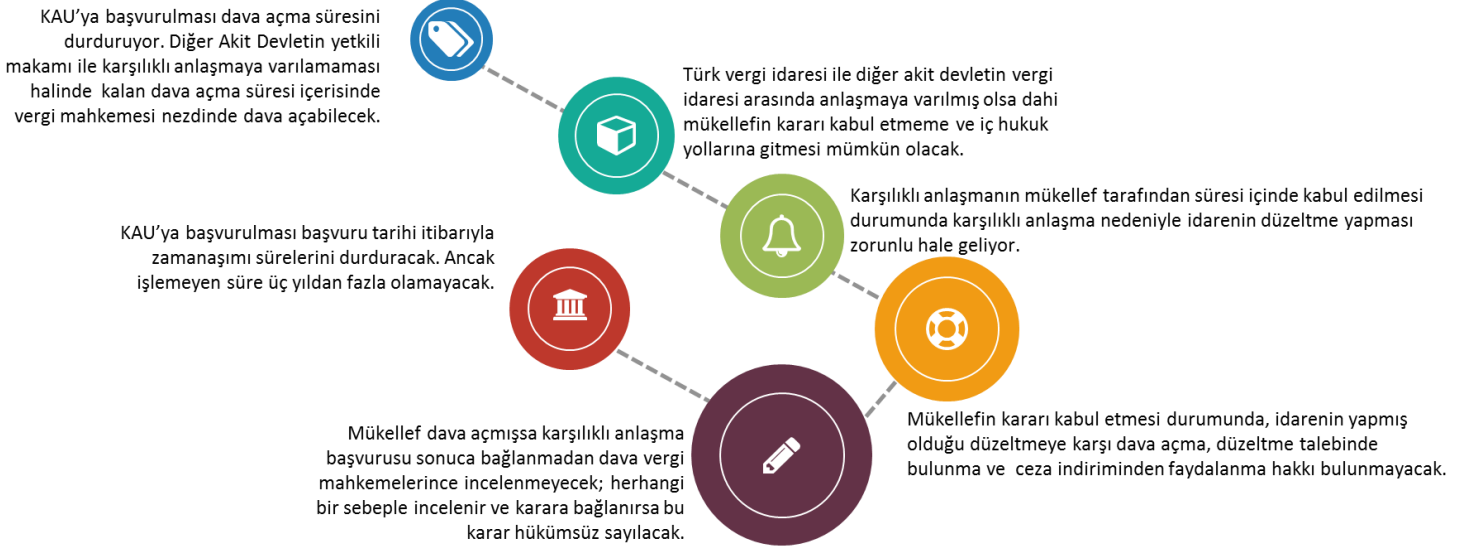 KAU’ya başvurulması dava açma süresini
durduruyor. Diğer Akit Devletin yetkili
makamı ile karşılıklı anlaşmaya varılamaması
halinde kalan dava açma süresi içerisinde
vergi mahkemesi nezdinde dava açabilecek.
Türk vergi idaresi ile diğer akit devletin vergi
idaresi arasında anlaşmaya varılmış olsa dahi
mükellefin kararı kabul etmeme ve iç hukuk
yollarına gitmesi mümkün olacak.
Karşılıklı anlaşmanın mükellef tarafından süresi içinde kabul edilmesi
durumunda karşılıklı anlaşma nedeniyle idarenin düzeltme yapması
zorunlu hale geliyor.
KAU’ya başvurulması başvuru tarihi itibarıyla
zamanaşımı sürelerini durduracak. Ancak
işlemeyen süre üç yıldan fazla olamayacak.
Mükellefin kararı kabul etmesi durumunda, idarenin yapmış
olduğu düzeltmeye karşı dava açma, düzeltme talebinde
bulunma ve ceza indiriminden faydalanma hakkı bulunmayacak.
Mükellef dava açmışsa karşılıklı anlaşma
başvurusu sonuca bağlanmadan dava vergi
mahkemelerince incelenmeyecek; herhangi
bir sebeple incelenir ve karara bağlanırsa bu
karar hükümsüz sayılacak.